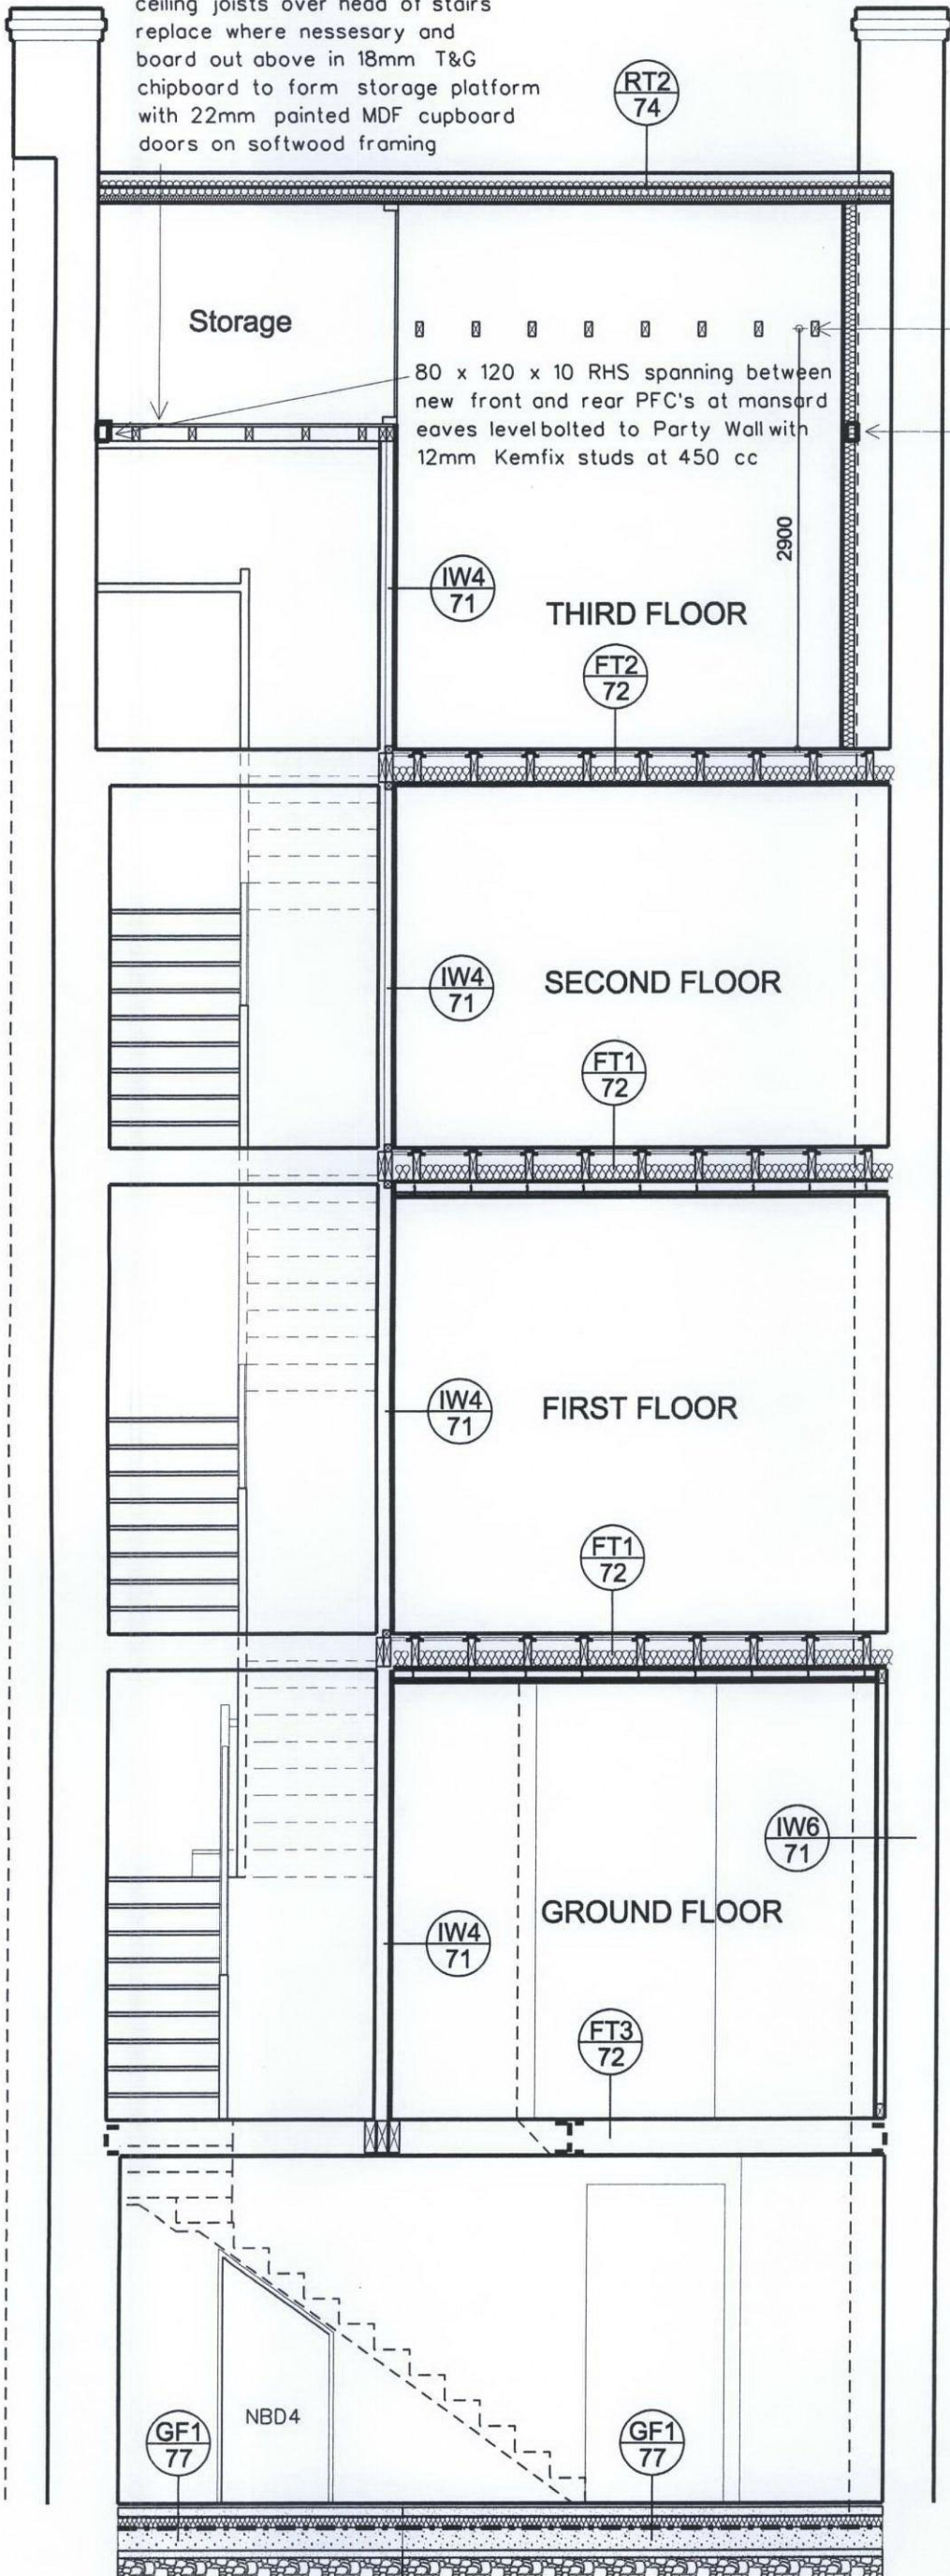 ceiling joists over head of stairs
replace where nessesary and
board out above in 18mm T&G
chipboard to form storage platform
with 22mm painted MDF cupboard
doors on softwood framing
RT2
74
Storage
80 x 120 x 10 RHS spanning between
new front and rear PFC's at mansard
eaves level bolted to Party Wall with
12mm Kemfix studs at 450 cc
2900
IW4
71
THIRD FLOOR
FT2
72
IW4
71
SECOND FLOOR
FT1
72
IW4
71
FIRST FLOOR
FT1
72
IW6
71
GROUND FLOOR
IW4
71
FT3
72
NBD4
GF1
77
GF1
77